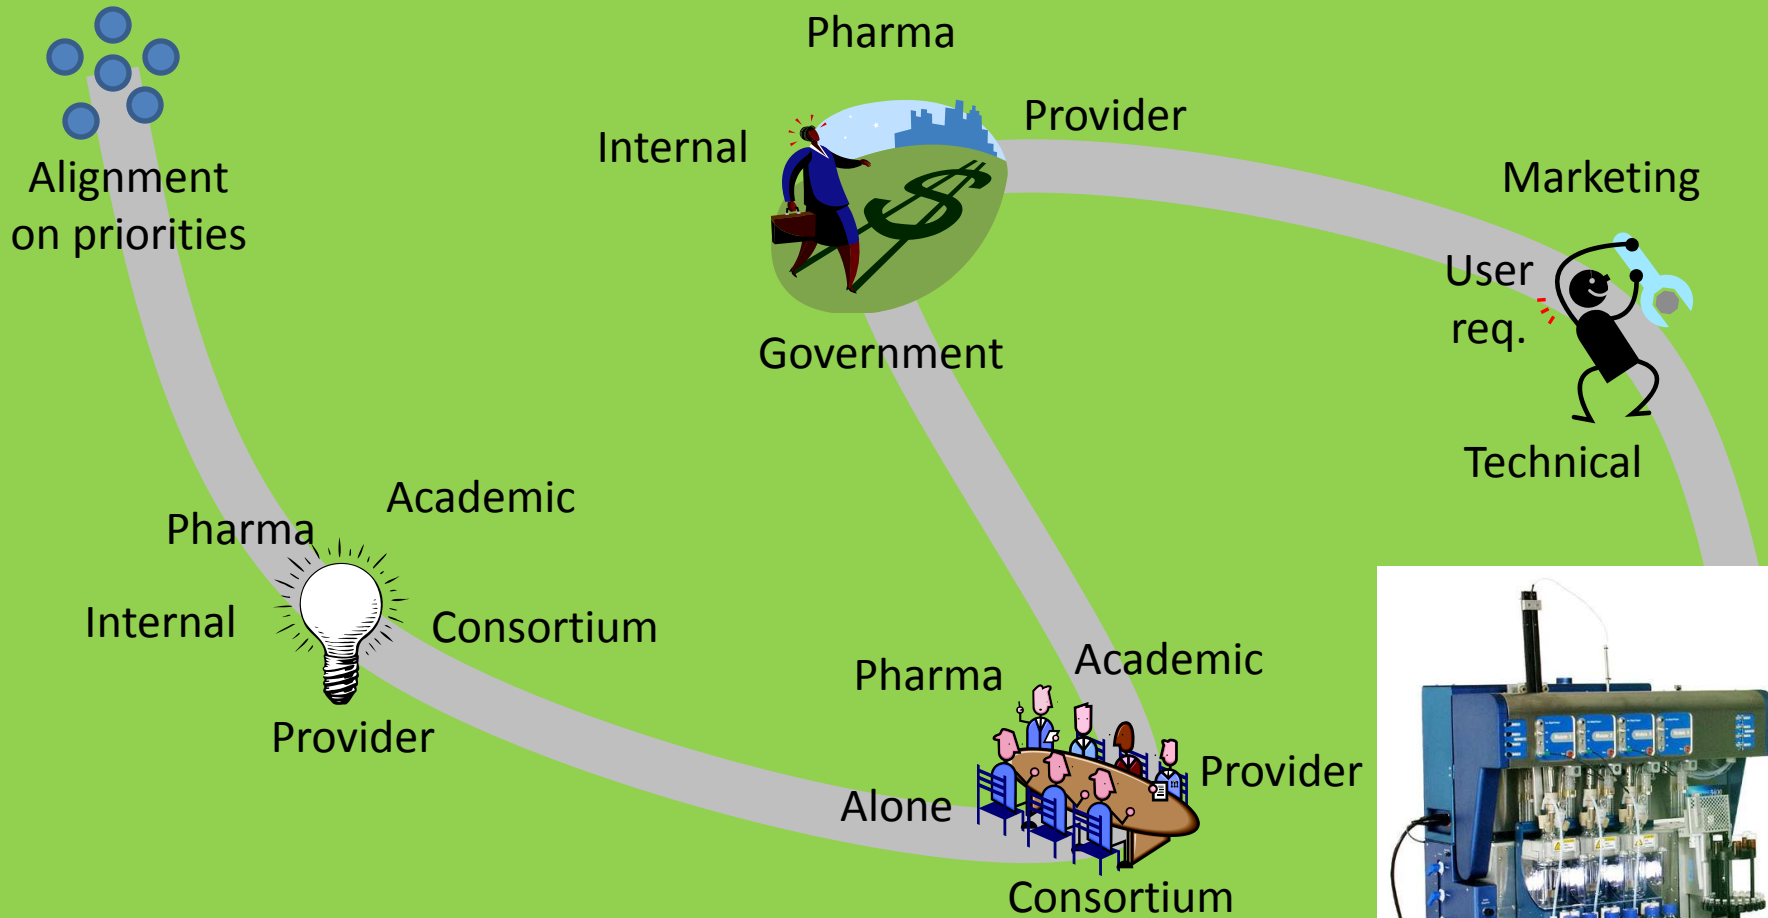 Alignment
on priorities
Pharma
Academic
Internal
Consortium
Provider
Pharma
Academic
Alone
Provider
Consortium
Pharma
Internal
Provider
Government
Marketing
User
req.
Technical